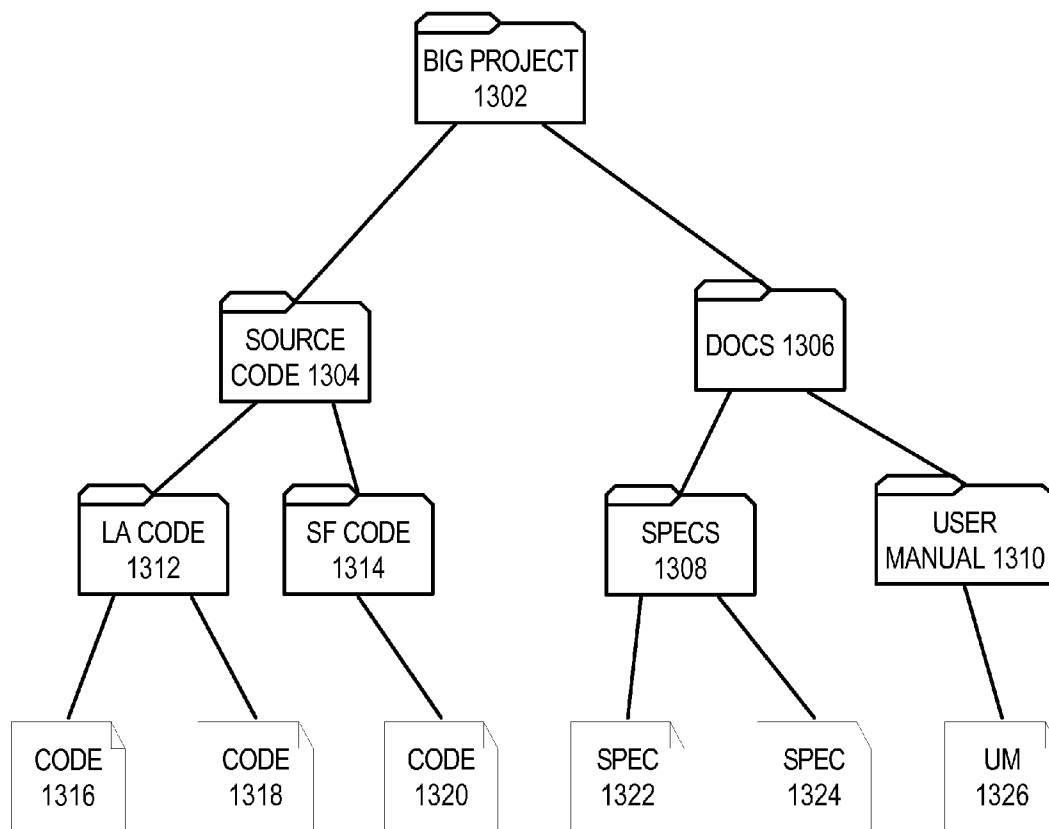 BIG PROJECT
1302
SOURCE
CODE 1304
DOCS 1306
LA CODE
1312
SF CODE
1314
SPECS
1308
USER
MANUAL 1310
CODE
1316
CODE
1318
CODE
1320
SPEC
1322
SPEC
1324
UM
1326